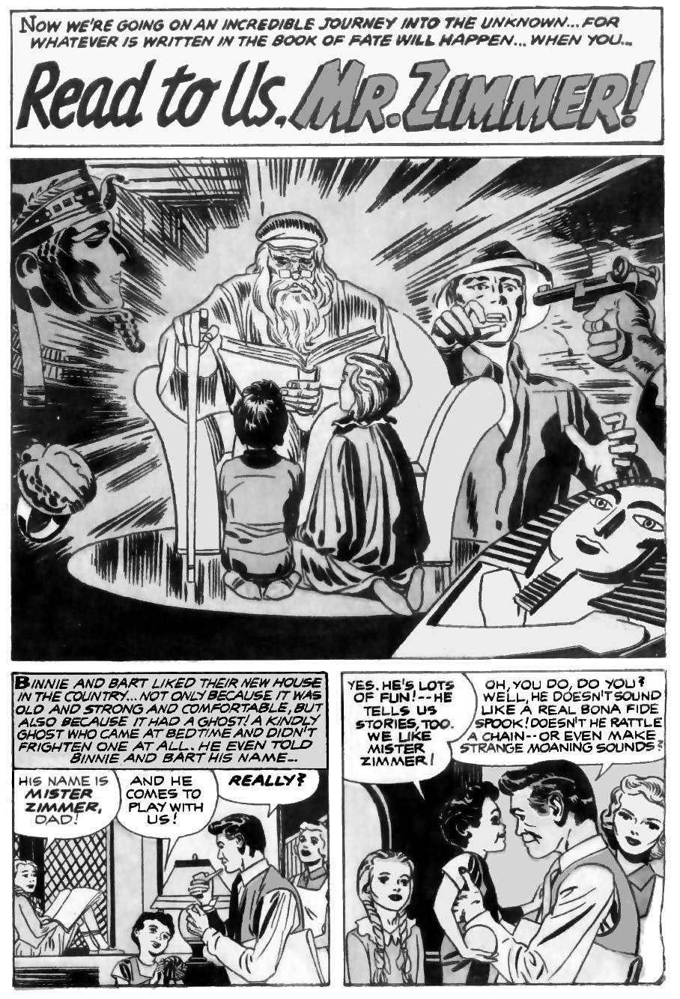 NOW WE'RE GOING ON AN INCREDIBLE JOURNEY INTO THE UNKNOWN... FOR
WHATEVER IS WRITTEN IN THE BOOK OF FATE WILL HAPPEN... WHEN YOU...
Read to Us, MR. ZIMMER!
BINNIE AND BART LIKED THEIR NEW HOUSE
IN THE COUNTRY... NOT ONLY BECAUSE IT WAS
OLD AND STRONG AND COMFORTABLE, BUT
ALSO BECAUSE IT HAD A GHOST! A KINDLY
GHOST WHO CAME AT BEDTIME AND DIDN'T
FRIGHTEN ONE AT ALL. HE EVEN TOLD
BINNIE AND BART HIS NAME...
HIS NAME IS
MISTER
ZIMMER,
DAD!
AND HE
COMES TO
PLAY WITH
US!
REALLY?
YES. HE'S LOTS
OF FUN!--HE
TELLS US
STORIES, TOO.
WE LIKE
MISTER
ZIMMER!
OH, YOU DO, DO YOU?
WELL, HE DOESN'T SOUND
LIKE A REAL BONA FIDE
SPOOK! DOESN'T HE RATTLE
A CHAIN--OR EVEN MAKE
STRANGE MOANING SOUNDS?